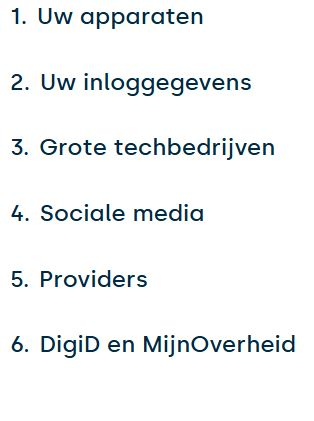 1. Uw apparaten
2. Uw inloggegevens
3. Grote techbedrijven
4. Sociale media
5. Providers
6. DigiD en MijnOverheid